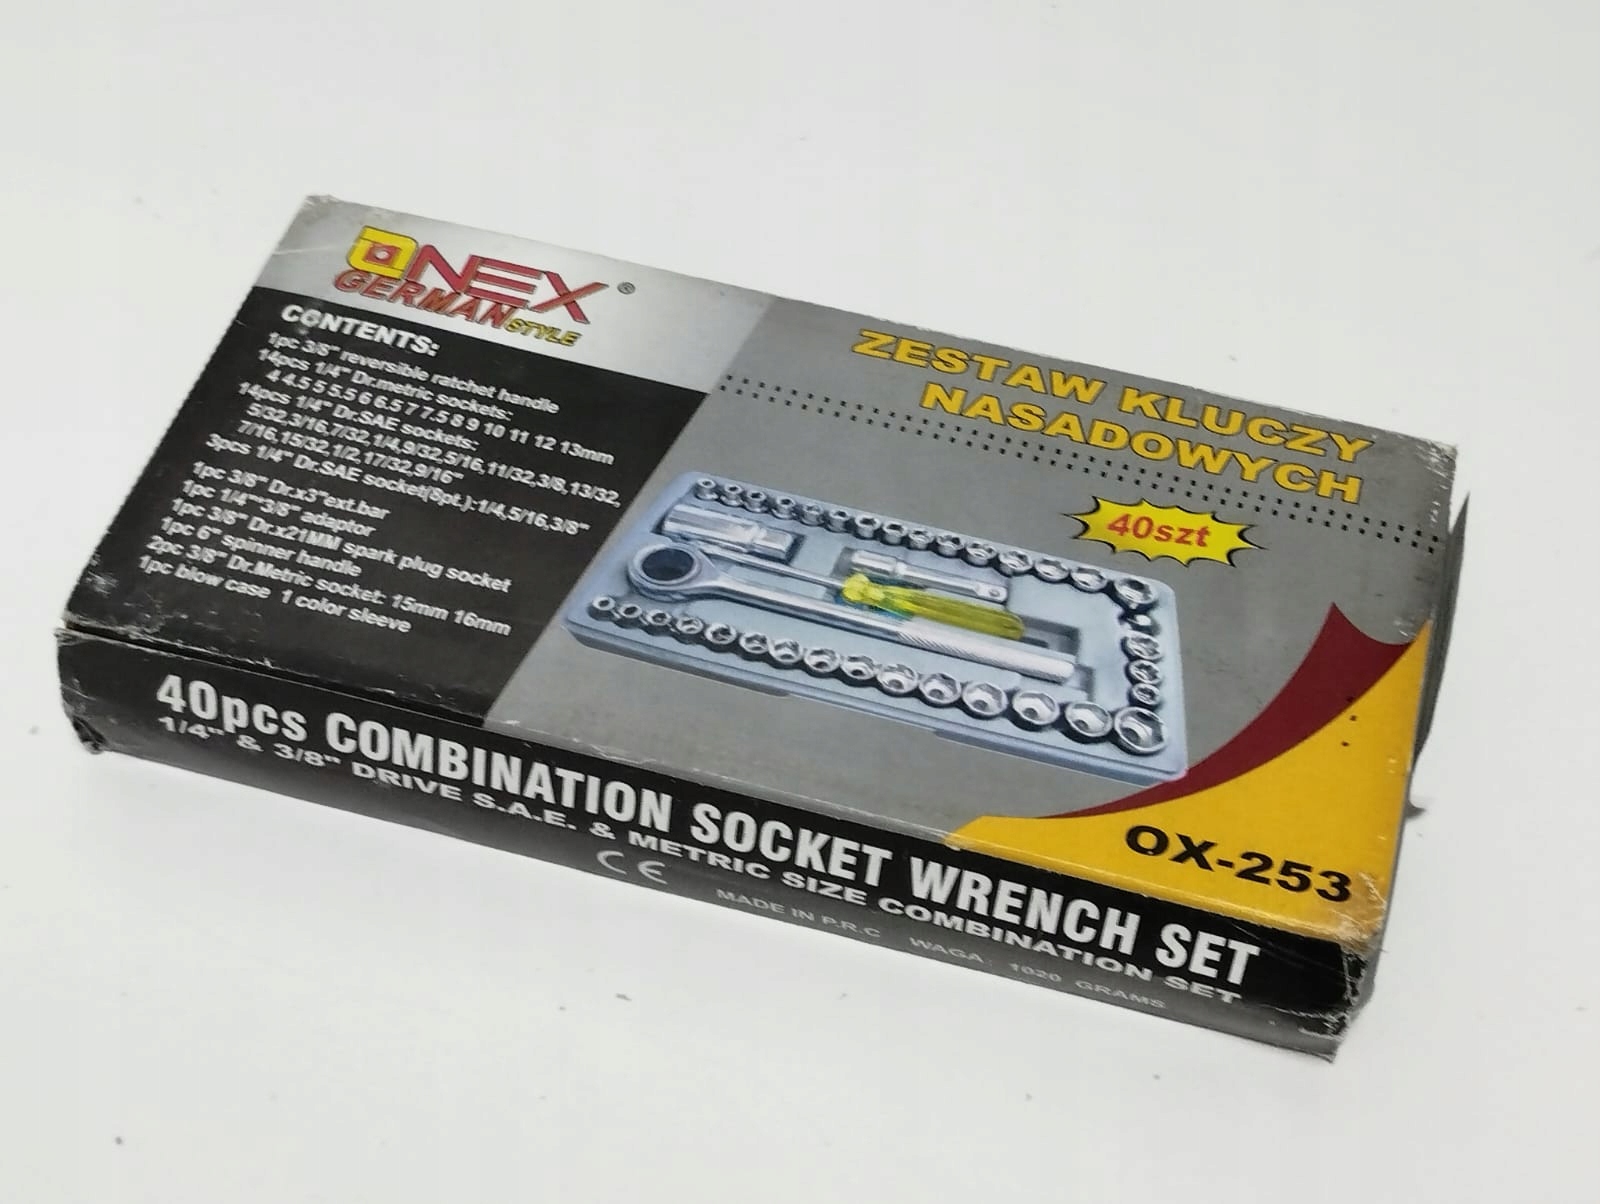 ONEX®
GERMAN STYLE
CONTENTS:
1pc 3/8" reversible ratchet handle
14pcs 1/4" Dr.metric sockets:
4 4.5 5 5.5 6 6.5 7 7.5 8 9 10 11 12 13mm
14pcs 1/4" Dr.SAE sockets:
5/32,3/16,7/32,1/4,9/32,5/16,11/32,3/8,13/32,
7/16,15/32,1/2,17/32,9/16"
3pcs 1/4" Dr.SAE socket(8pt.):1/4,5/16,3/8"
1pc 3/8" Dr.x3"ext.bar
1pc 1/4"*3/8" adaptor
1pc 3/8" Dr.x21MM spark plug socket
1pc 6" spinner handle
2pc 3/8" Dr.Metric socket: 15mm 16mm
1pc blow case 1 color sleeve
ZESTAW KLUCZY
NASADOWYCH
40szt
OX-253
40pcs COMBINATION SOCKET WRENCH SET
1/4" & 3/8" DRIVE S.A.E. & METRIC SIZE COMBINATION SET
CE
MADE IN P.R.C WAGA 1020 GRAMS